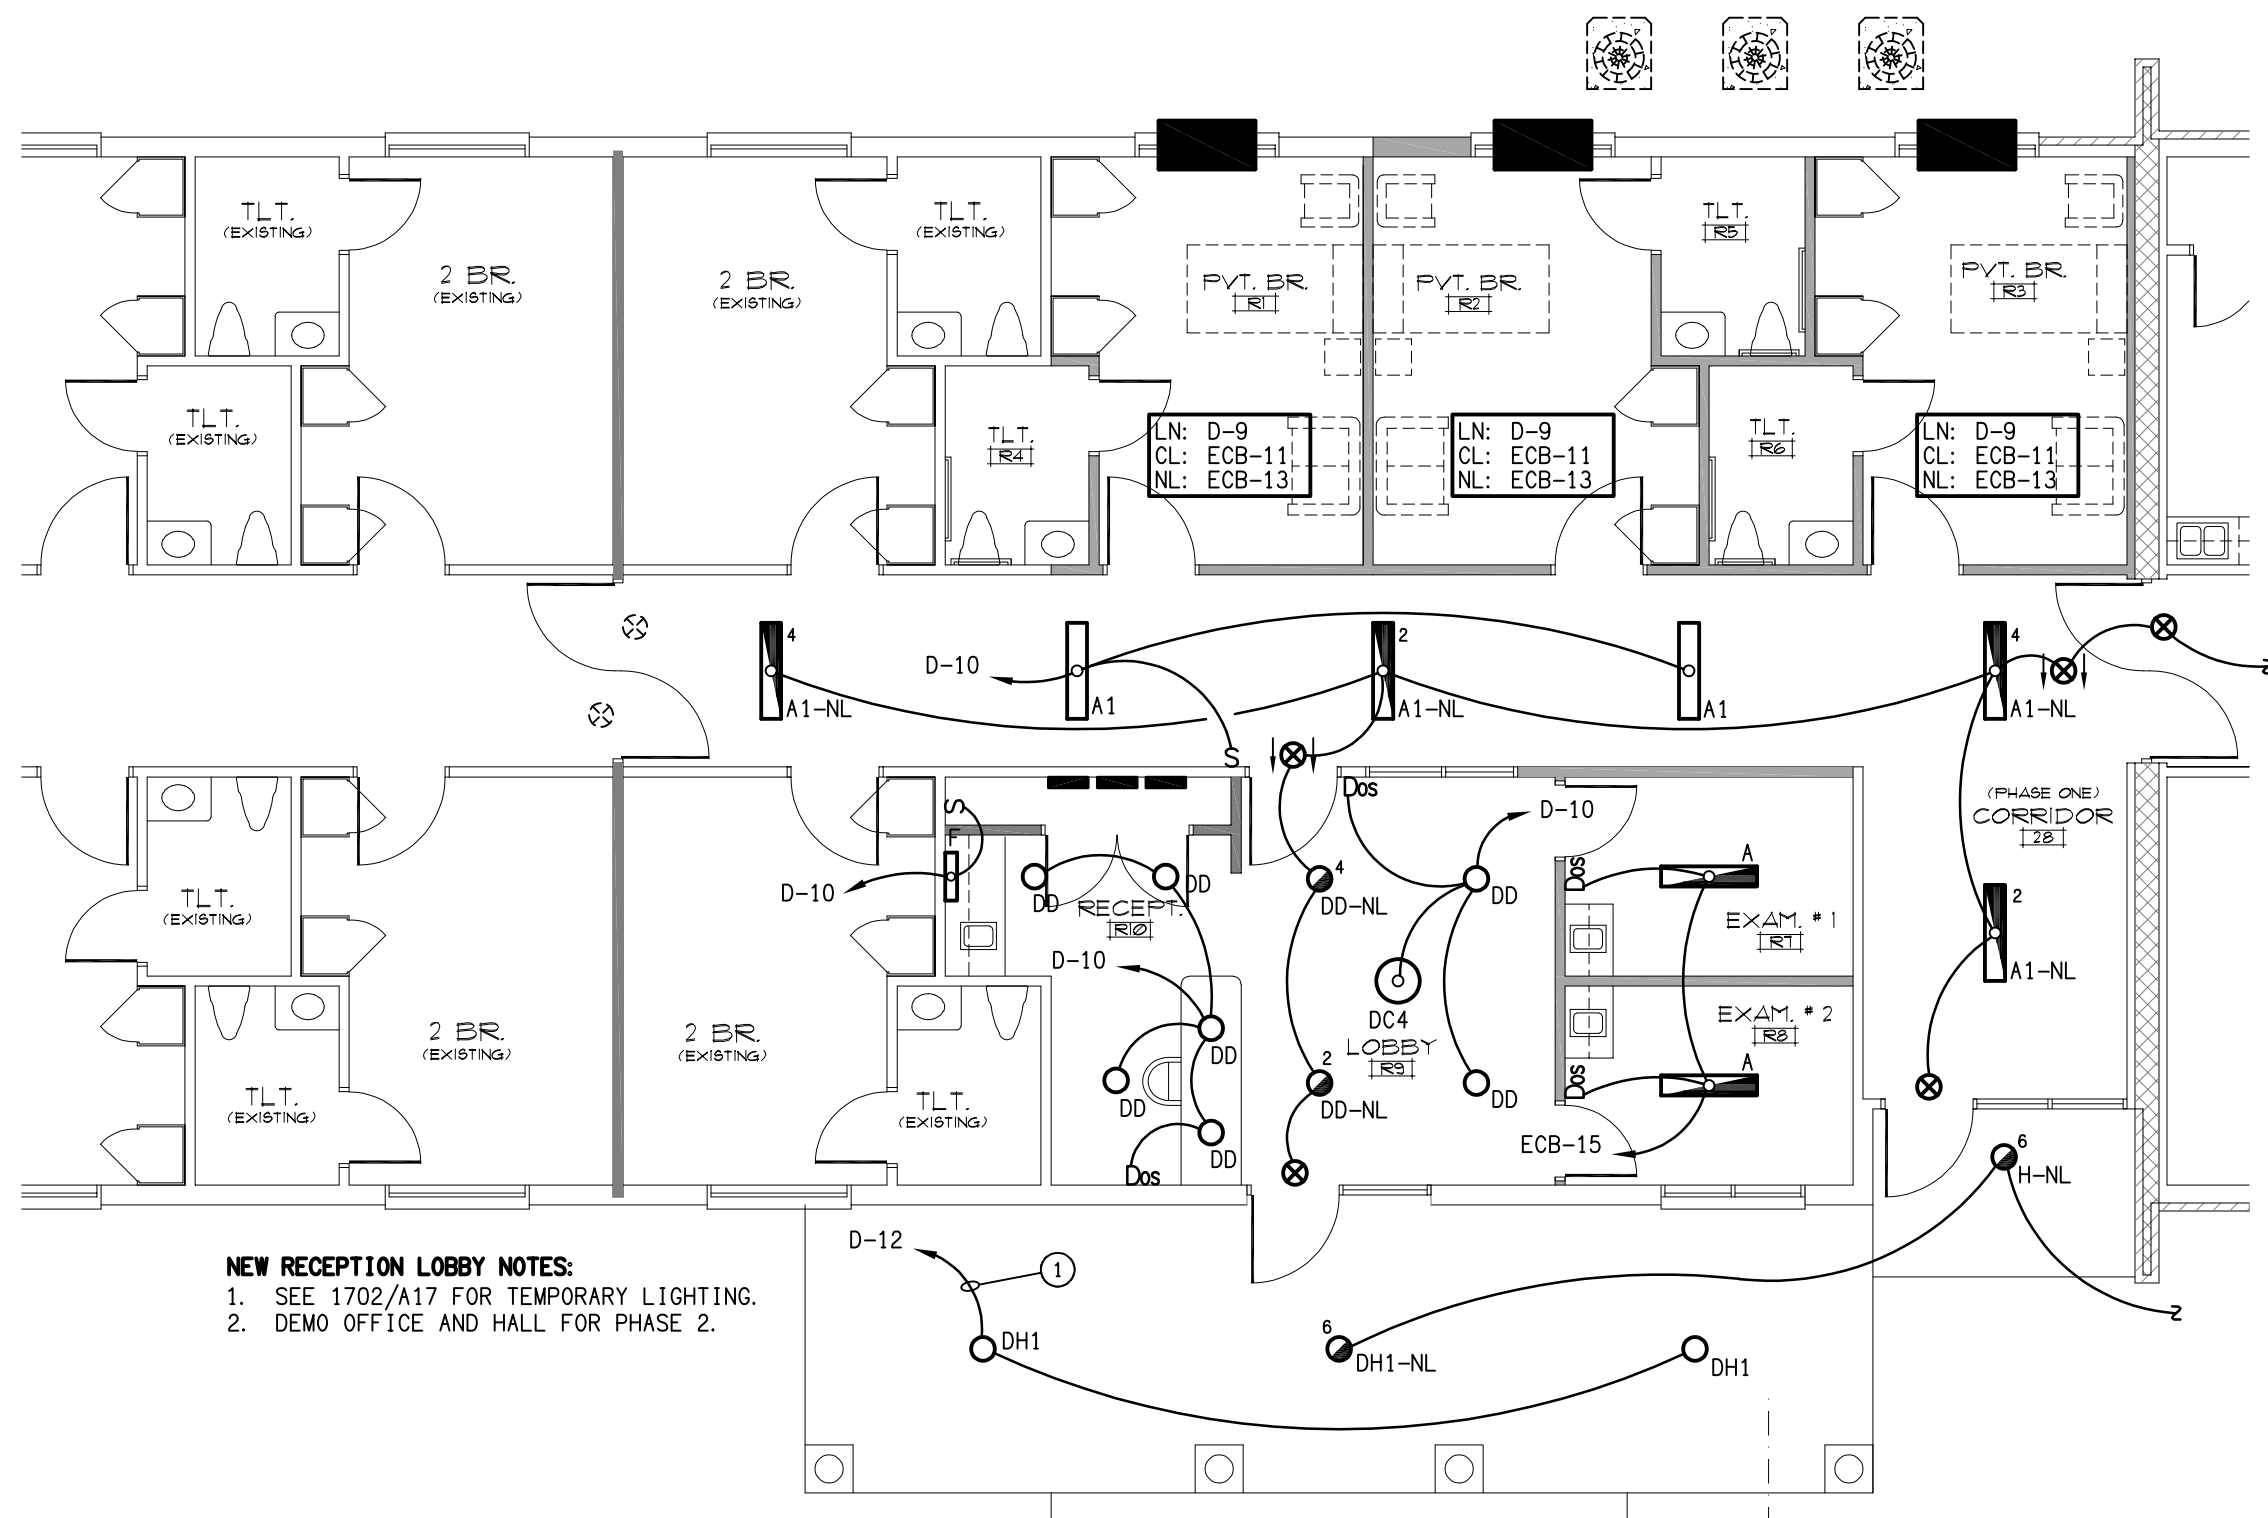 TLT.
(EXISTING)
2 BR.
(EXISTING)
2 BR.
(EXISTING)
TLT.
(EXISTING)
PVT. BR.
R1
PVT. BR.
R2
TLT.
R5
PVT. BR.
R3
TLT.
(EXISTING)
TLT.
R4
LN: D-9
CL: ECB-11
NL: ECB-13
LN: D-9
CL: ECB-11
NL: ECB-13
TLT.
R6
LN: D-9
CL: ECB-11
NL: ECB-13
4
A1-NL
D-10
A1
2
A1-NL
A1
4
A1-NL
S
S
F
D-10
DD
DD
RECEPT.
R10
D-10
DD
DD
DD
Dos
Dos
D-10
4
DD-NL
DD
DC4
LOBBY
R9
2
DD-NL
DD
Dos
A
EXAM. #1
R7
EXAM. #2
R8
Dos
A
ECB-15
(PHASE ONE)
CORRIDOR
28
2
A1-NL
6
H-NL
TLT.
(EXISTING)
2 BR.
(EXISTING)
2 BR.
(EXISTING)
TLT.
(EXISTING)
TLT.
(EXISTING)
D-12
1
DH1
6
DH1-NL
DH1
NEW RECEPTION LOBBY NOTES:
1. SEE 1702/A17 FOR TEMPORARY LIGHTING.
2. DEMO OFFICE AND HALL FOR PHASE 2.